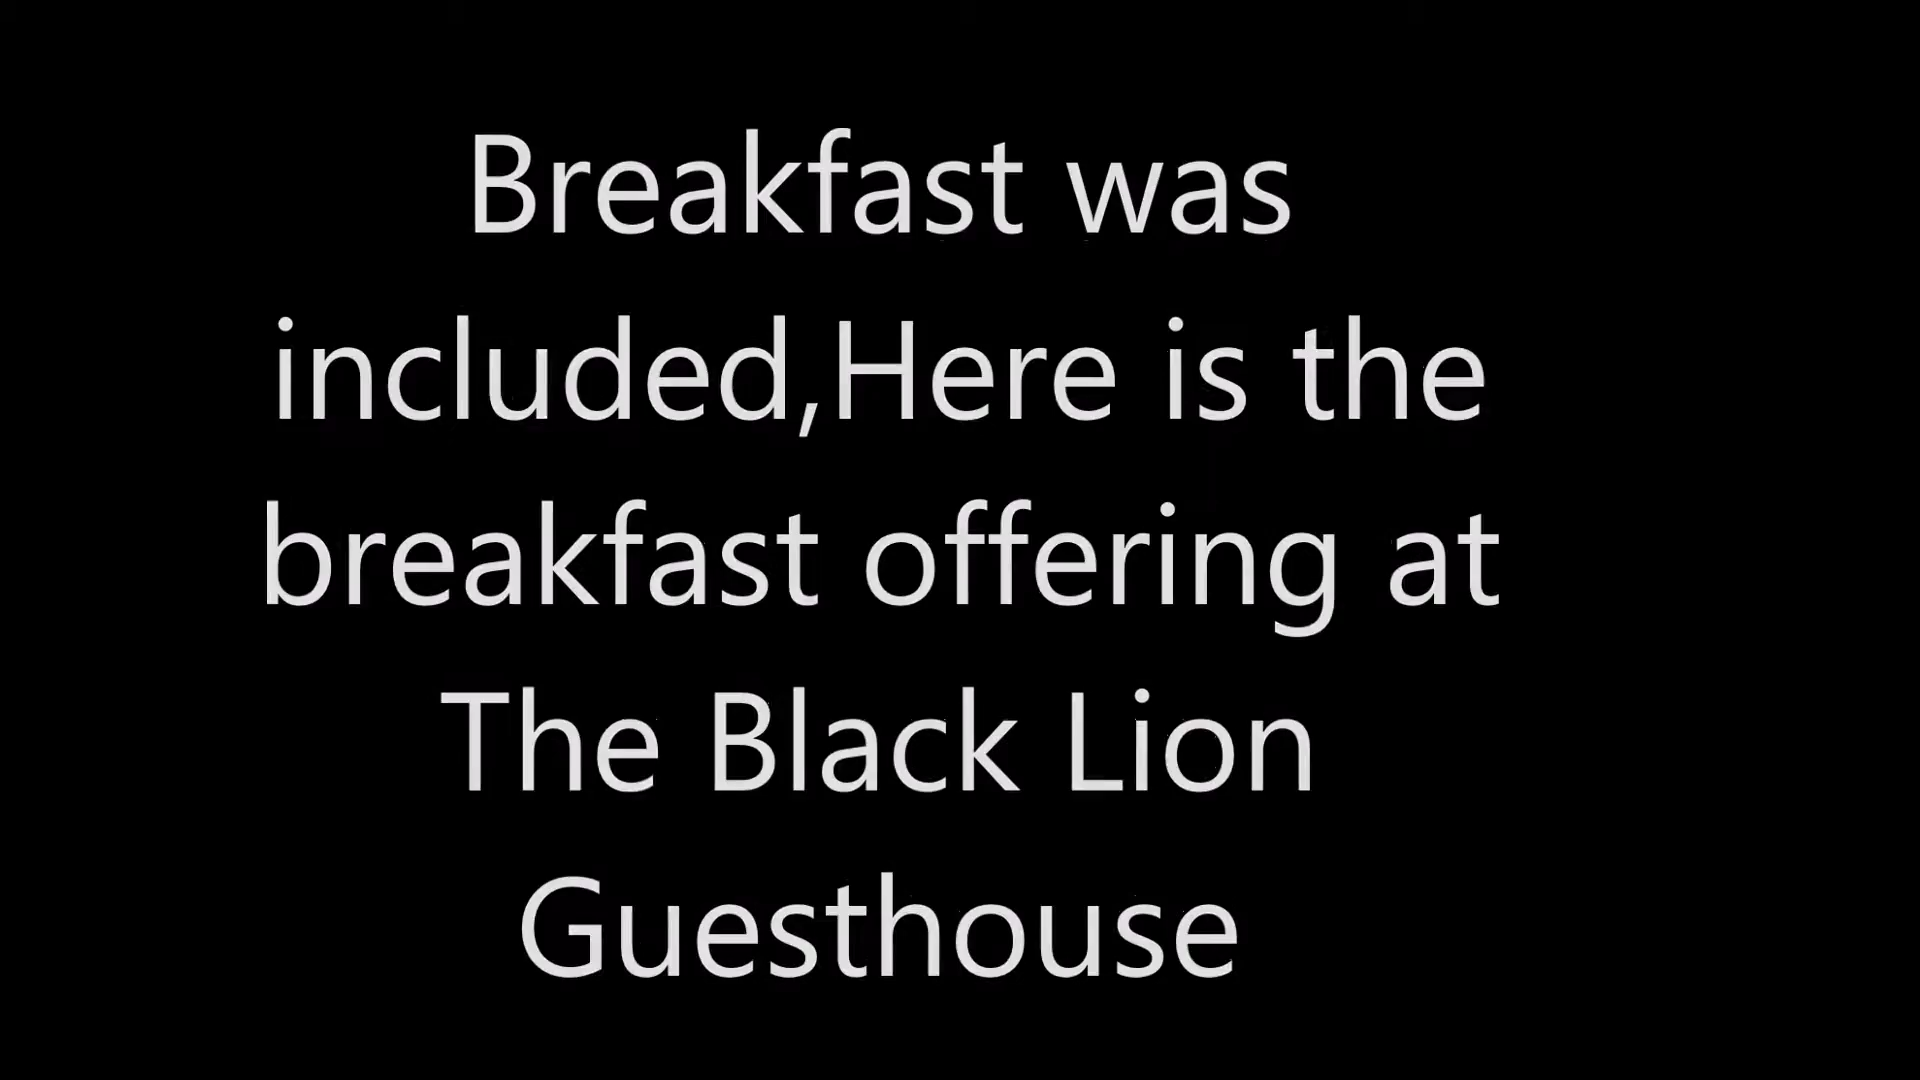 Breakfast was
included,Here is the
breakfast offering at
The Black Lion
Guesthouse